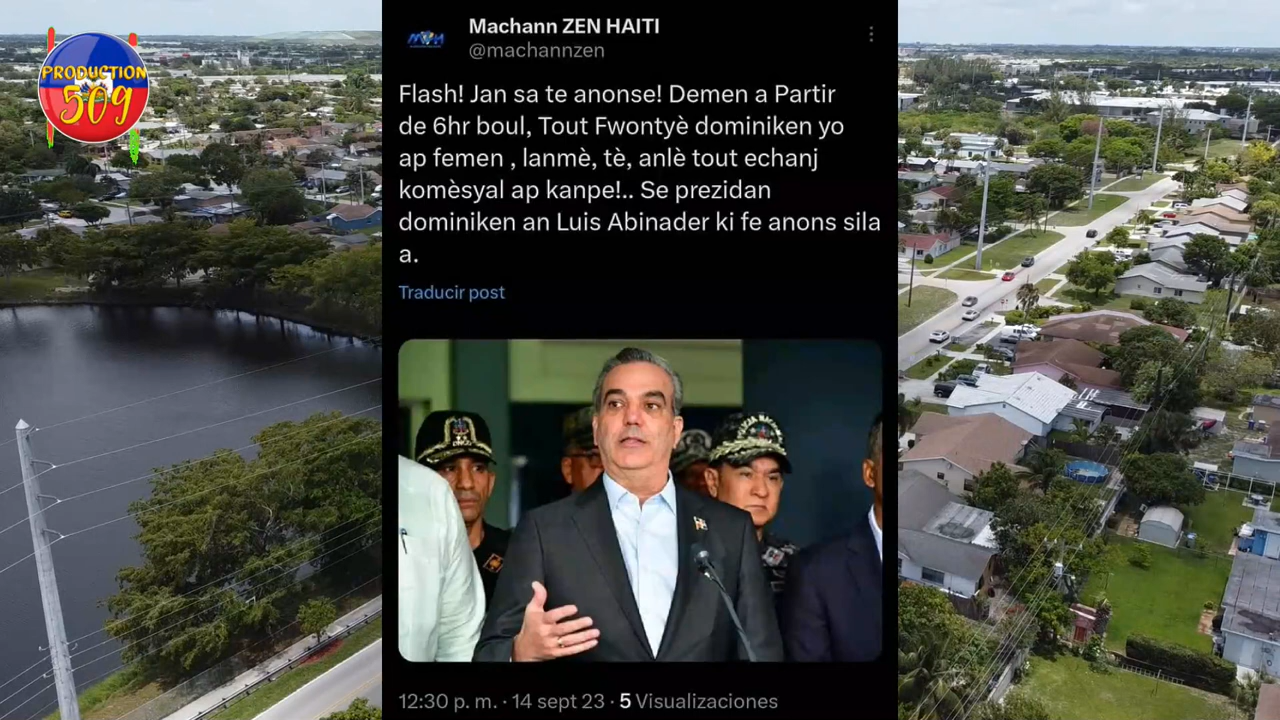 PRODUCTION
509
Machann ZEN HAITI
@machannzen
Flash! Jan sa te anonse! Demen a Partir
de 6hr boul, Tout Fwontyè dominiken yo
ap femen , lanmè, tè, anlè tout echanj
komèsyal ap kanpe!.. Se prezidan
dominiken an Luis Abinader ki fe anons sila
a.
Traducir post
12:30 p. m. · 14 sept 23 · 5 Visualizaciones